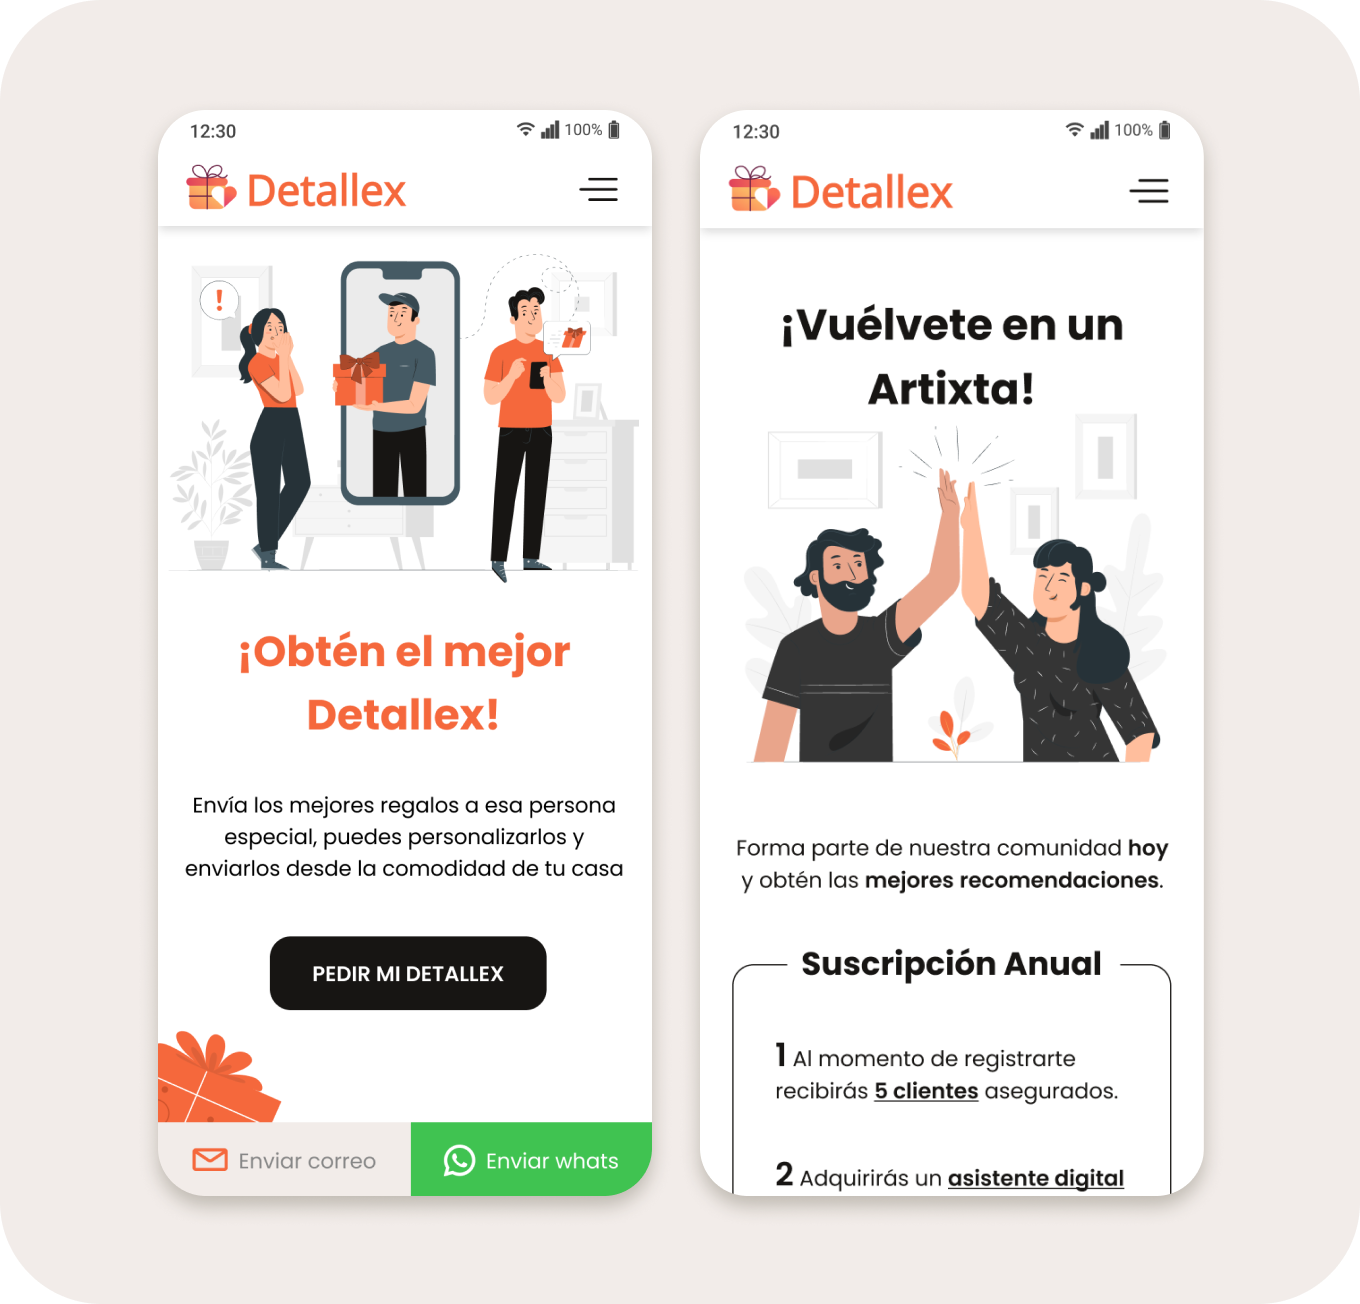 12:30
100%
Detallex
!
¡Obtén el mejor
Detallex!
Envía los mejores regalos a esa persona
especial, puedes personalizarlos y
enviarlos desde la comodidad de tu casa
PEDIR MI DETALLEX
Enviar correo
Enviar whats
12:30
100%
Detallex
¡Vuélvete en un
Artixta!
Forma parte de nuestra comunidad hoy
y obtén las mejores recomendaciones.
Suscripción Anual
1 Al momento de registrarte
recibirás 5 clientes asegurados.
2 Adquirirás un asistente digital